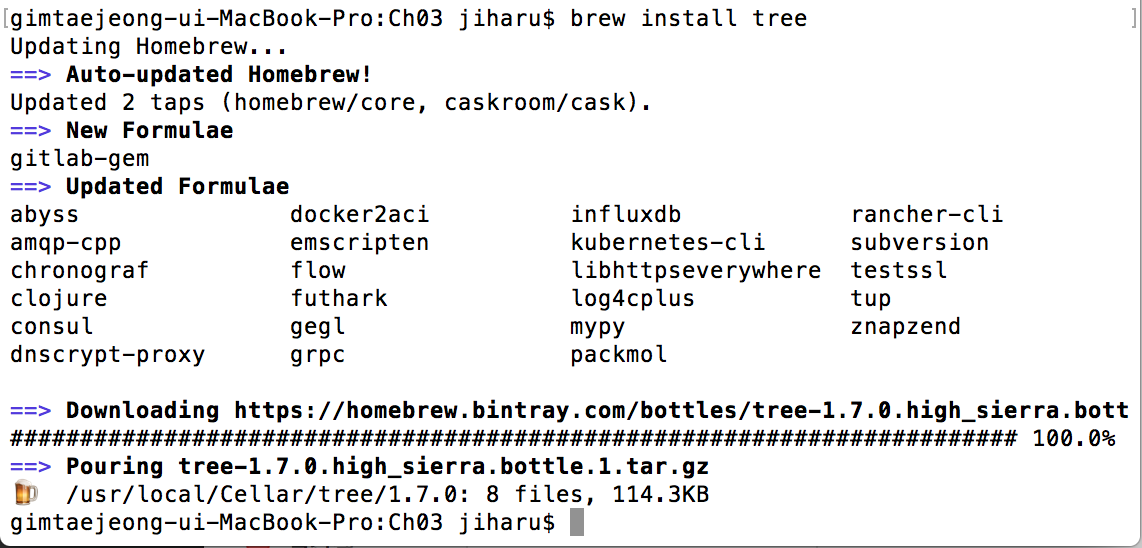 [gimtaejeong-ui-MacBook-Pro:Ch03 jiharu$ brew install tree ]
Updating Homebrew...
==> Auto-updated Homebrew!
Updated 2 taps (homebrew/core, caskroom/cask).
==> New Formulae
gitlab-gem
==> Updated Formulae
abyss docker2aci influxdb rancher-cli
amqp-cpp emscripten kubernetes-cli subversion
chronograf flow libhttpseverywhere testssl
clojure futhark log4cplus tup
consul gegl mypy znapzend
dnscrypt-proxy grpc packmol
==> Downloading https://homebrew.bintray.com/bottles/tree-1.7.0.high_sierra.bott
######################################################################## 100.0%
==> Pouring tree-1.7.0.high_sierra.bottle.1.tar.gz
🍺 /usr/local/Cellar/tree/1.7.0: 8 files, 114.3KB
gimtaejeong-ui-MacBook-Pro:Ch03 jiharu$